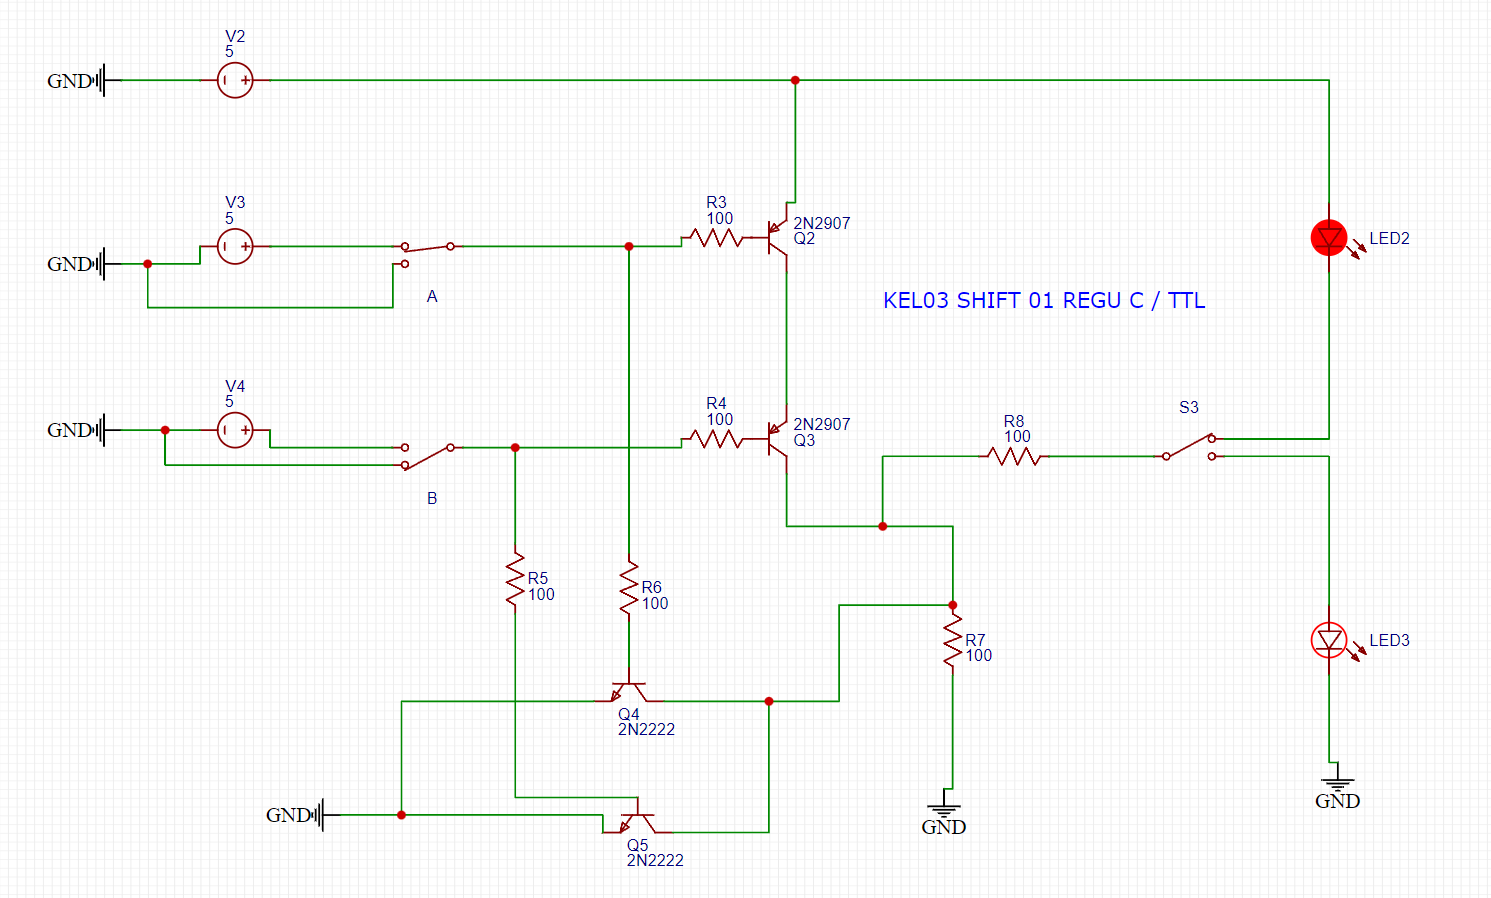 V2
5
GND
V3
5
GND
A
R3
100
2N2907
Q2
LED2
KEL03 SHIFT 01 REGU C / TTL
V4
5
GND
B
R4
100
2N2907
Q3
R8
100
S3
R5
100
R6
100
R7
100
LED3
Q4
2N2222
GND
Q5
2N2222
GND
GND